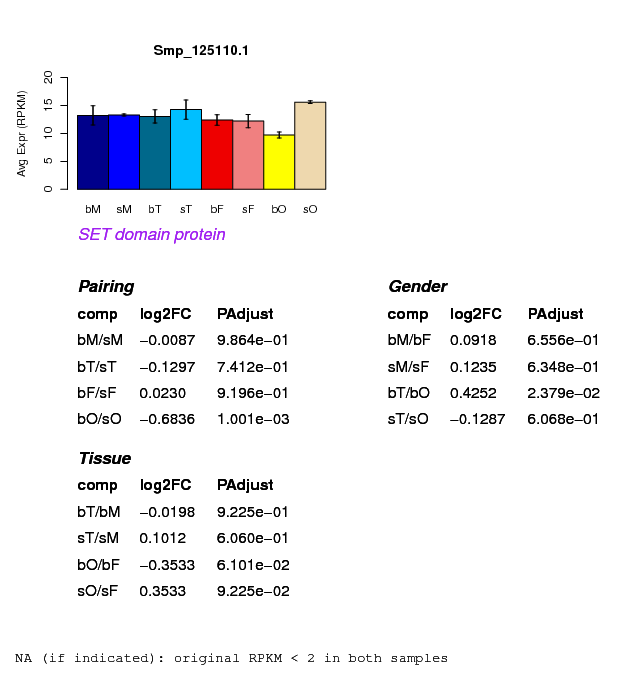 Smp_125110.1
Avg Expr (RPKM)
20
15
10
5
0
bM sM bT sT bF sF bO sO
SET domain protein
Pairing
comp log2FC PAdjust
bM/sM −0.0087 9.864e−01
bT/sT −0.1297 7.412e−01
bF/sF 0.0230 9.196e−01
bO/sO −0.6836 1.001e−03
Gender
comp log2FC PAdjust
bM/bF 0.0918 6.556e−01
sM/sF 0.1235 6.348e−01
bT/bO 0.4252 2.379e−02
sT/sO −0.1287 6.068e−01
Tissue
comp log2FC PAdjust
bT/bM −0.0198 9.225e−01
sT/sM 0.1012 6.060e−01
bO/bF −0.3533 6.101e−02
sO/sF 0.3533 9.225e−02
NA (if indicated): original RPKM < 2 in both samples